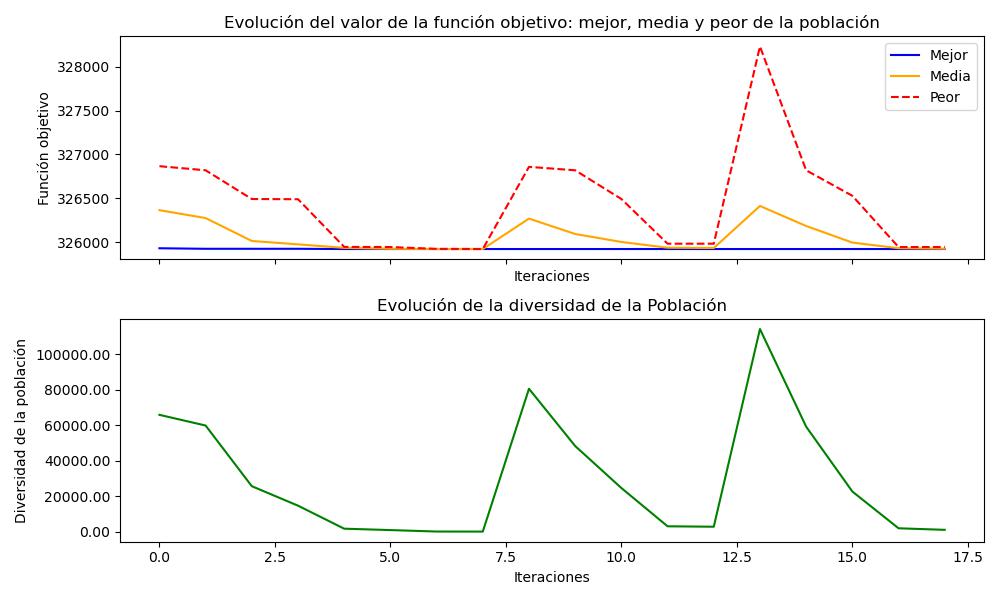 Evolución del valor de la función objetivo: mejor, media y peor de la población
328000
327500
327000
326500
326000
Función objetivo
Mejor
Media
Peor
Iteraciones
Evolución de la diversidad de la Población
100000.00
80000.00
60000.00
40000.00
20000.00
0.00
Diversidad de la población
0.0 2.5 5.0 7.5 10.0 12.5 15.0 17.5
Iteraciones